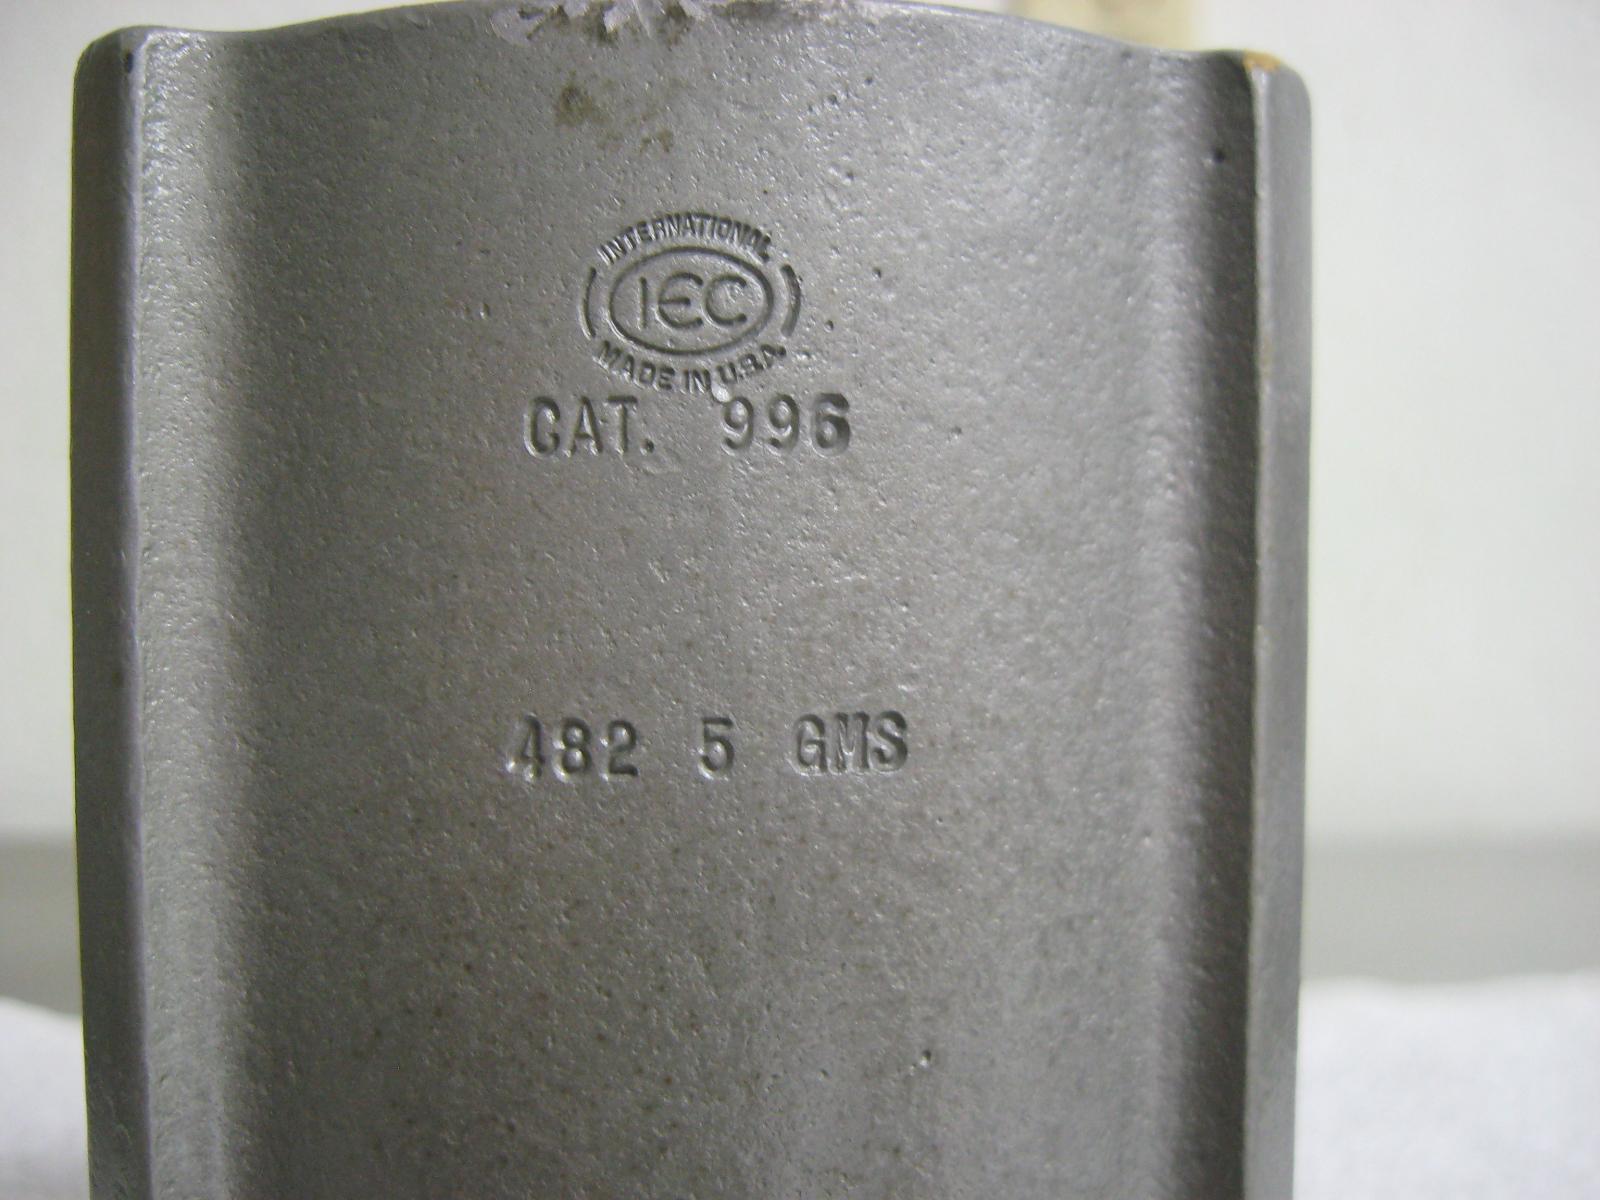 INTERNATIONAL
IEC
MADE IN U.S.A.
CAT. 996
482 5 GMS